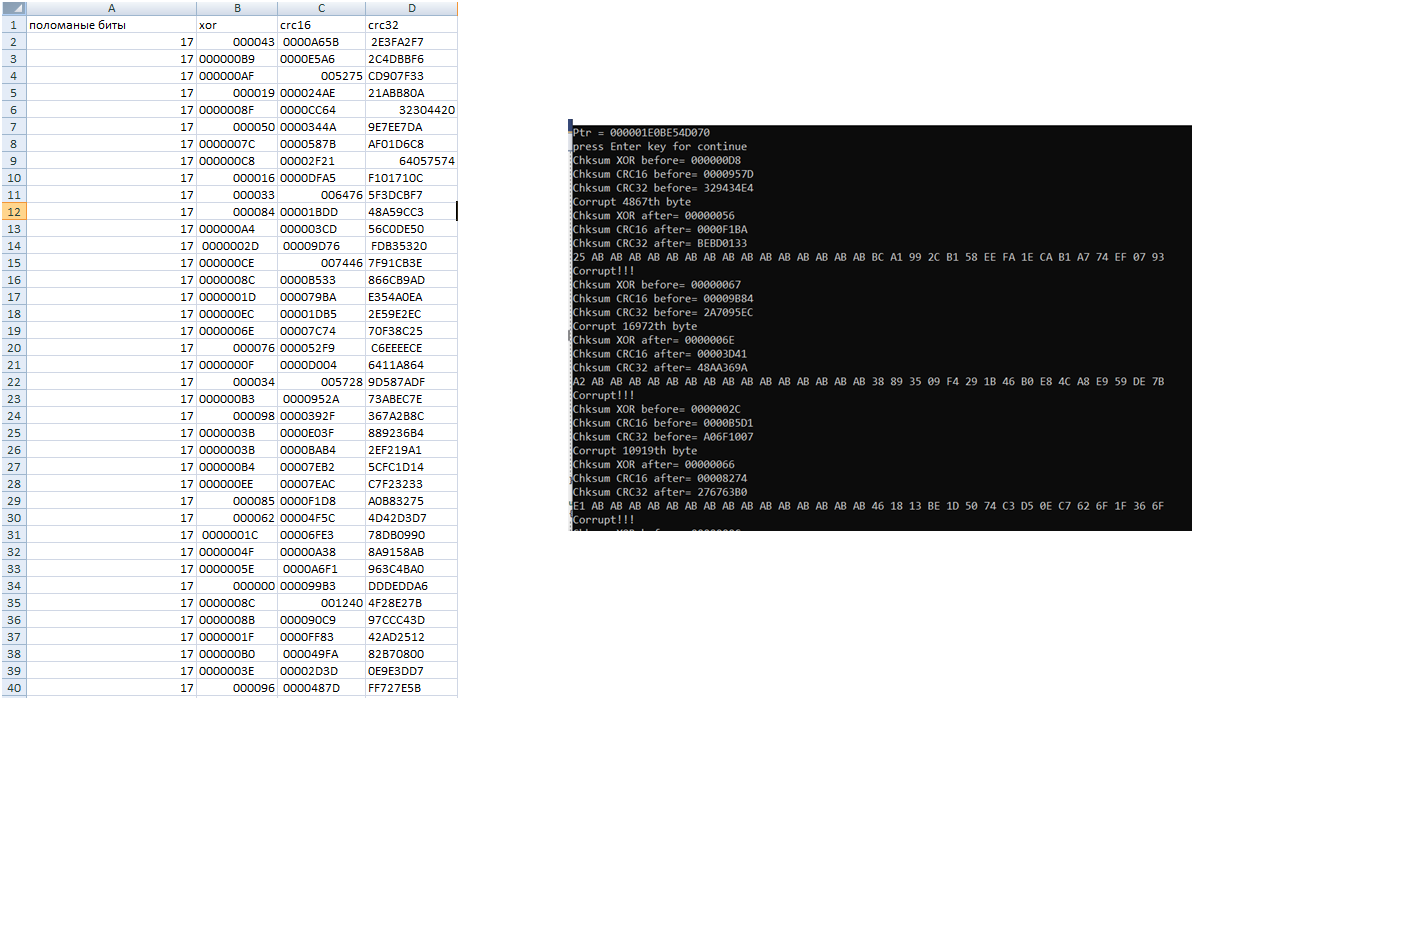 A B C D
1 поломаные биты xor crc16 crc32
2 17 000043 0000A65B 2E3FA2F7
3 17 000000B9 0000E5A6 2C4DBBF6
4 17 000000AF 005275 CD907F33
5 17 000019 000024AE 21ABB80A
6 17 0000008F 0000CC64 32304420
7 17 000050 0000344A 9E7EE7DA
8 17 0000007C 0000587B AF01D6C8
9 17 000000C8 00002F21 64057574
10 17 000016 0000DFA5 F101710C
11 17 000033 006476 5F3DCBF7
12 17 000084 00001BDD 48A59CC3
13 17 000000A4 000003CD 56C0DE50
14 17 0000002D 00009D76 FDB35320
15 17 000000CE 007446 7F91CB3E
16 17 0000008C 0000B533 866CB9AD
17 17 0000001D 000079BA E354A0EA
18 17 000000EC 00001DB5 2E59E2EC
19 17 0000006E 00007C74 70F38C25
20 17 000076 000052F9 C6EEEECE
21 17 0000000F 0000D004 6411A864
22 17 000034 005728 9D587ADF
23 17 000000B3 0000952A 73ABEC7E
24 17 000098 0000392F 367A2B8C
25 17 0000003B 0000E03F 889236B4
26 17 0000003B 0000BAB4 2EF219A1
27 17 000000B4 00007EB2 5CFC1D14
28 17 000000EE 00007EAC C7F23233
29 17 000085 0000F1D8 A0B83275
30 17 000062 00004F5C 4D42D3D7
31 17 0000001C 00006FE3 78DB0990
32 17 0000004F 00000A38 8A9158AB
33 17 0000005E 0000A6F1 963C4BA0
34 17 000000 000099B3 DDDEDDA6
35 17 0000008C 001240 4F28E27B
36 17 0000008B 000090C9 97CCC43D
37 17 0000001F 0000FF83 42AD2512
38 17 000000B0 000049FA 82B70800
39 17 0000003E 00002D3D 0E9E3DD7
40 17 000096 0000487D FF727E5B
Ptr = 000001E0BE54D070
press Enter key for continue
Chksum XOR before= 000000D8
Chksum CRC16 before= 0000957D
Chksum CRC32 before= 329434E4
Corrupt 4867th byte
Chksum XOR after= 00000056
Chksum CRC16 after= 0000F1BA
Chksum CRC32 after= BEBD0133
25 AB AB AB AB AB AB AB AB AB AB AB AB AB AB AB BC A1 99 2C B1 58 EE FA 1E CA B1 A7 74 EF 07 93
Corrupt!!!
Chksum XOR before= 00000067
Chksum CRC16 before= 00009B84
Chksum CRC32 before= 2A7095EC
Corrupt 16972th byte
Chksum XOR after= 0000006E
Chksum CRC16 after= 00003D41
Chksum CRC32 after= 48AA369A
A2 AB AB AB AB AB AB AB AB AB AB AB AB AB AB AB 38 89 35 09 F4 29 1B 46 B0 E8 4C A8 E9 59 DE 7B
Corrupt!!!
Chksum XOR before= 0000002C
Chksum CRC16 before= 0000B5D1
Chksum CRC32 before= A06F1007
Corrupt 10919th byte
Chksum XOR after= 00000066
Chksum CRC16 after= 00008274
Chksum CRC32 after= 276763B0
E1 AB AB AB AB AB AB AB AB AB AB AB AB AB AB AB 46 18 13 BE 1D 50 74 C3 D5 0E C7 62 6F 1F 36 6F
Corrupt!!!